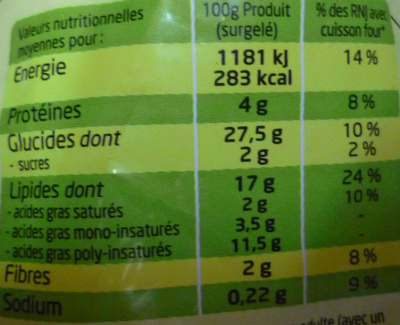 Valeurs nutritionnelles moyennes pour : 100g Produit (surgelé) % des RNJ avec cuisson four*
Energie 1181 kJ 283 kcal 14 %
Protéines 4 g 8 %
Glucides dont 27,5 g 10 %
- sucres 2 g 2 %
Lipides dont 17 g 24 %
- acides gras saturés 2 g 10 %
- acides gras mono-insaturés 3,5 g -
- acides gras poly-insaturés 11,5 g -
Fibres 2 g 8 %
Sodium 0,22 g 9 %
(avec un